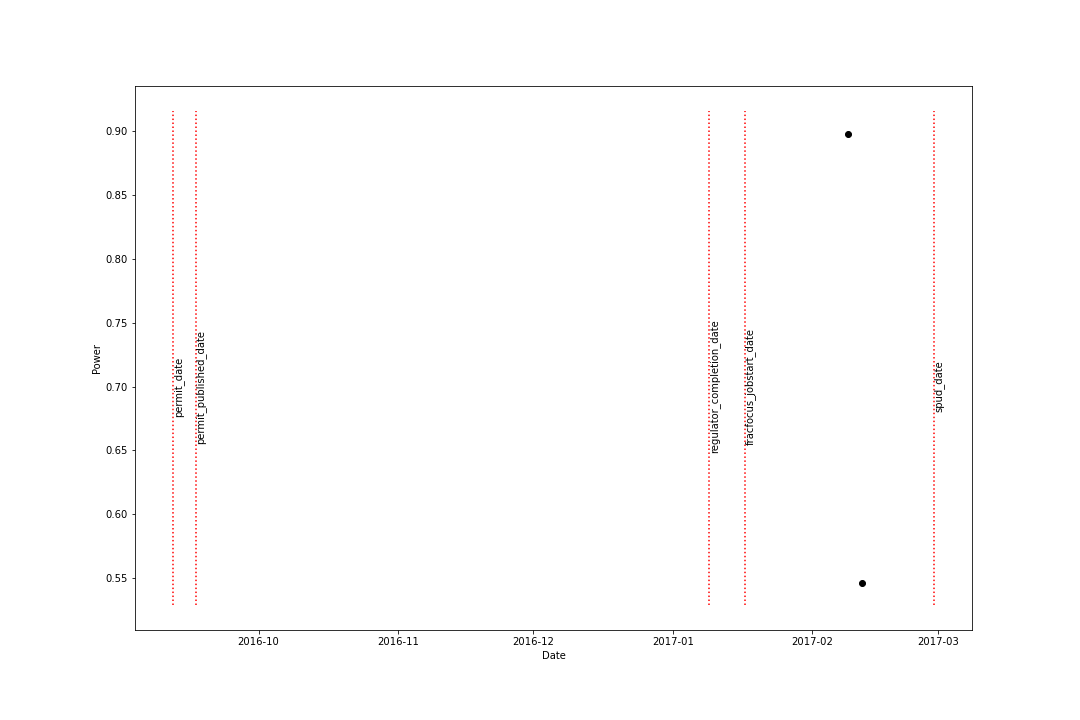 0.90
0.85
0.80
0.75
0.70
0.65
0.60
0.55
Power
permit_date
permit_published_date
regulator_completion_date
fracfocus_jobstart_date
spud_date
2016-10
2016-11
2016-12
2017-01
2017-02
2017-03
Date